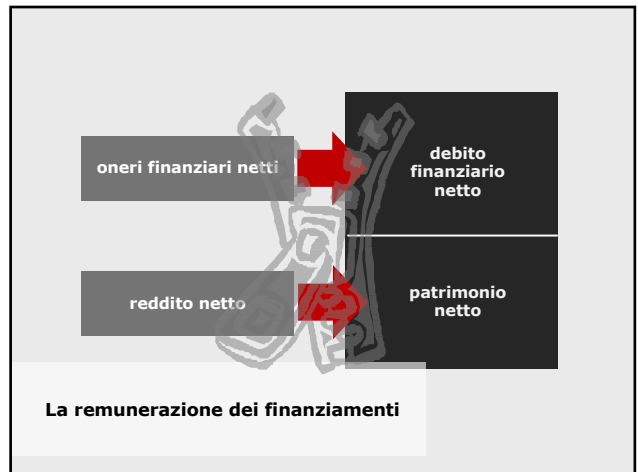 oneri finanziari netti
debito
finanziario
netto
reddito netto
patrimonio
netto
La remunerazione dei finanziamenti